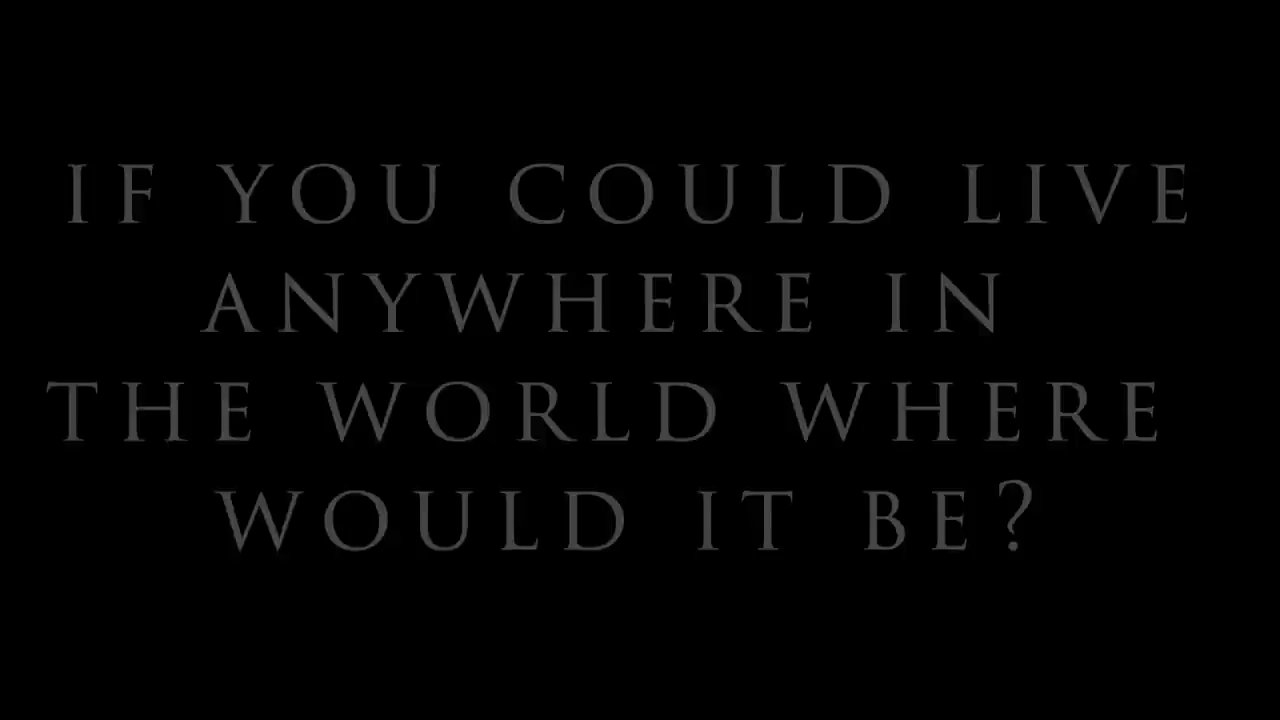 IF YOU COULD LIVE
ANYWHERE IN
THE WORLD WHERE
WOULD IT BE?